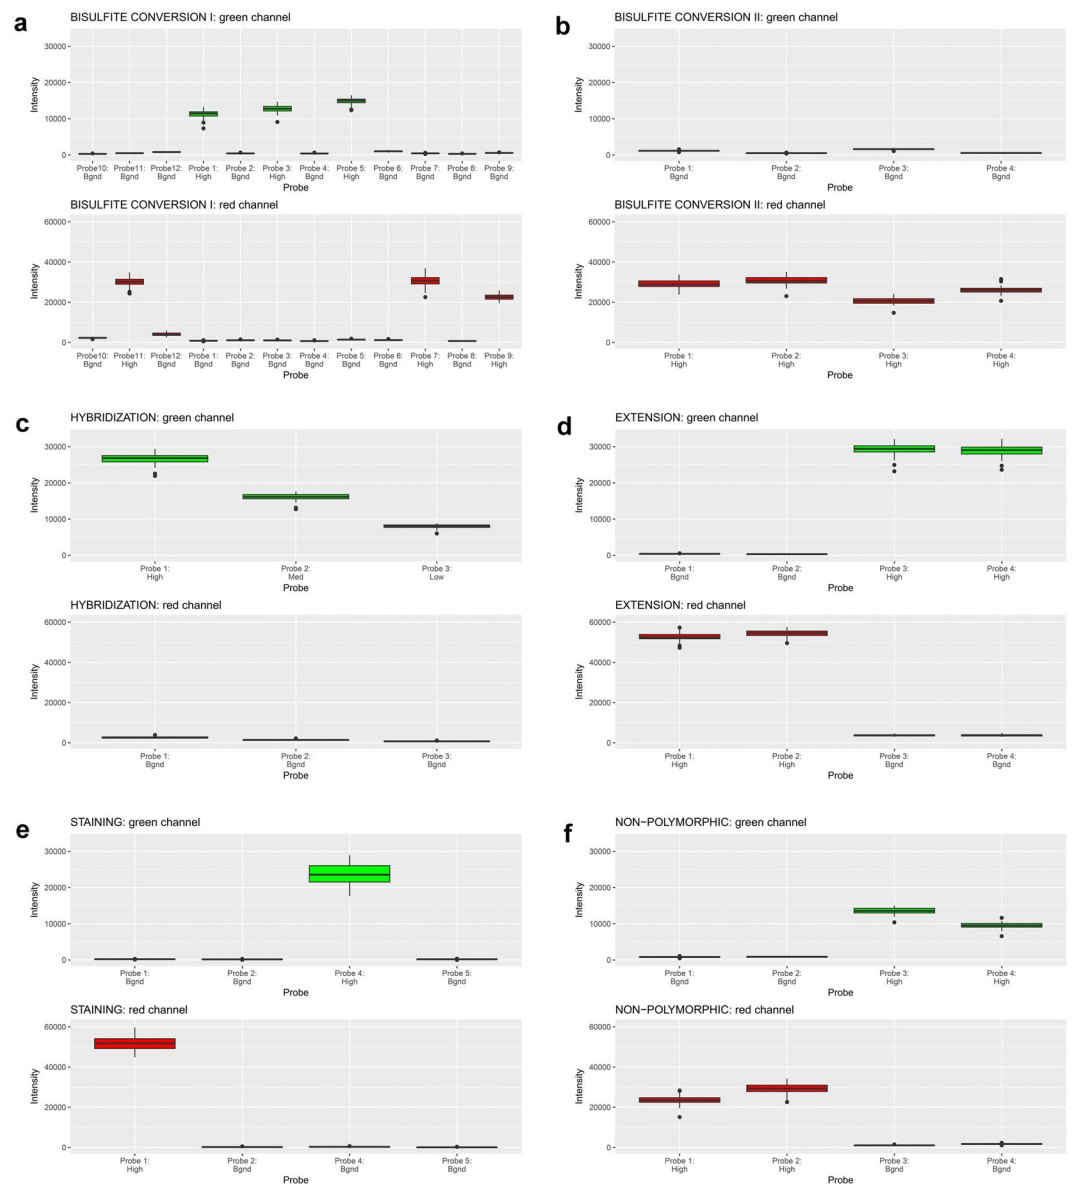 a
BISULFITE CONVERSION I: green channel
Intensity
30000
20000
10000
0
Probe10: Probe11: Probe12: Probe 1: Probe 2: Probe 3: Probe 4: Probe 5: Probe 6: Probe 7: Probe 8: Probe 9:
Bgnd Bgnd Bgnd High Bgnd High Bgnd High Bgnd Bgnd Bgnd Bgnd
Probe
BISULFITE CONVERSION I: red channel
Intensity
60000
40000
20000
0
Probe10: Probe11: Probe12: Probe 1: Probe 2: Probe 3: Probe 4: Probe 5: Probe 6: Probe 7: Probe 8: Probe 9:
Bgnd High Bgnd Bgnd Bgnd Bgnd Bgnd Bgnd Bgnd High Bgnd High
Probe
b
BISULFITE CONVERSION II: green channel
Intensity
30000
20000
10000
0
Probe 1: Probe 2: Probe 3: Probe 4:
Bgnd Bgnd Bgnd Bgnd
Probe
BISULFITE CONVERSION II: red channel
Intensity
60000
40000
20000
0
Probe 1: Probe 2: Probe 3: Probe 4:
High High High High
Probe
c
HYBRIDIZATION: green channel
Intensity
30000
20000
10000
0
Probe 1: Probe 2: Probe 3:
High Med Low
Probe
HYBRIDIZATION: red channel
Intensity
60000
40000
20000
0
Probe 1: Probe 2: Probe 3:
Bgnd Bgnd Bgnd
Probe
d
EXTENSION: green channel
Intensity
30000
20000
10000
0
Probe 1: Probe 2: Probe 3: Probe 4:
Bgnd Bgnd High High
Probe
EXTENSION: red channel
Intensity
60000
40000
20000
0
Probe 1: Probe 2: Probe 3: Probe 4:
High High Bgnd Bgnd
Probe
e
STAINING: green channel
Intensity
30000
20000
10000
0
Probe 1: Probe 2: Probe 4: Probe 5:
Bgnd Bgnd High Bgnd
Probe
STAINING: red channel
Intensity
60000
40000
20000
0
Probe 1: Probe 2: Probe 4: Probe 5:
High Bgnd Bgnd Bgnd
Probe
f
NON−POLYMORPHIC: green channel
Intensity
30000
20000
10000
0
Probe 1: Probe 2: Probe 3: Probe 4:
Bgnd Bgnd High High
Probe
NON−POLYMORPHIC: red channel
Intensity
60000
40000
20000
0
Probe 1: Probe 2: Probe 3: Probe 4:
High High Bgnd Bgnd
Probe